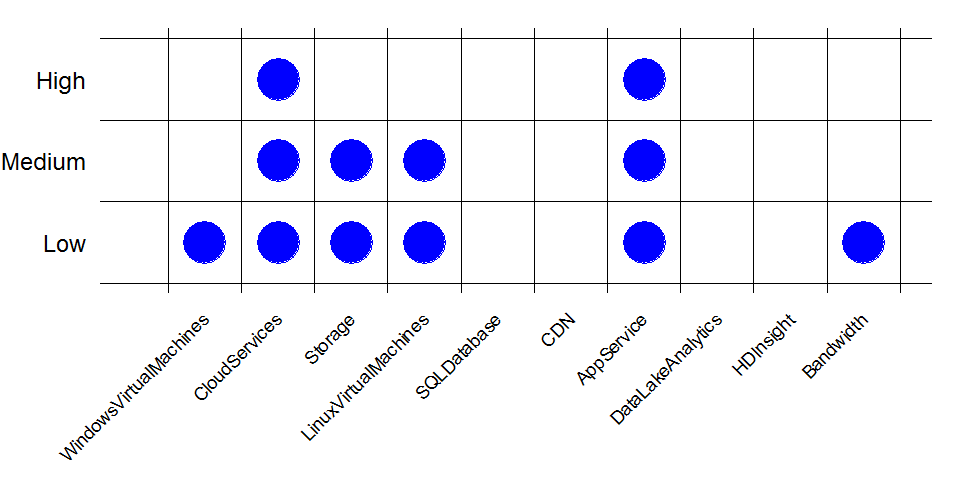 High
Medium
Low
WindowsVirtualMachines
CloudServices
Storage
LinuxVirtualMachines
SQLDatabase
CDN
AppService
DataLakeAnalytics
HDInsight
Bandwidth